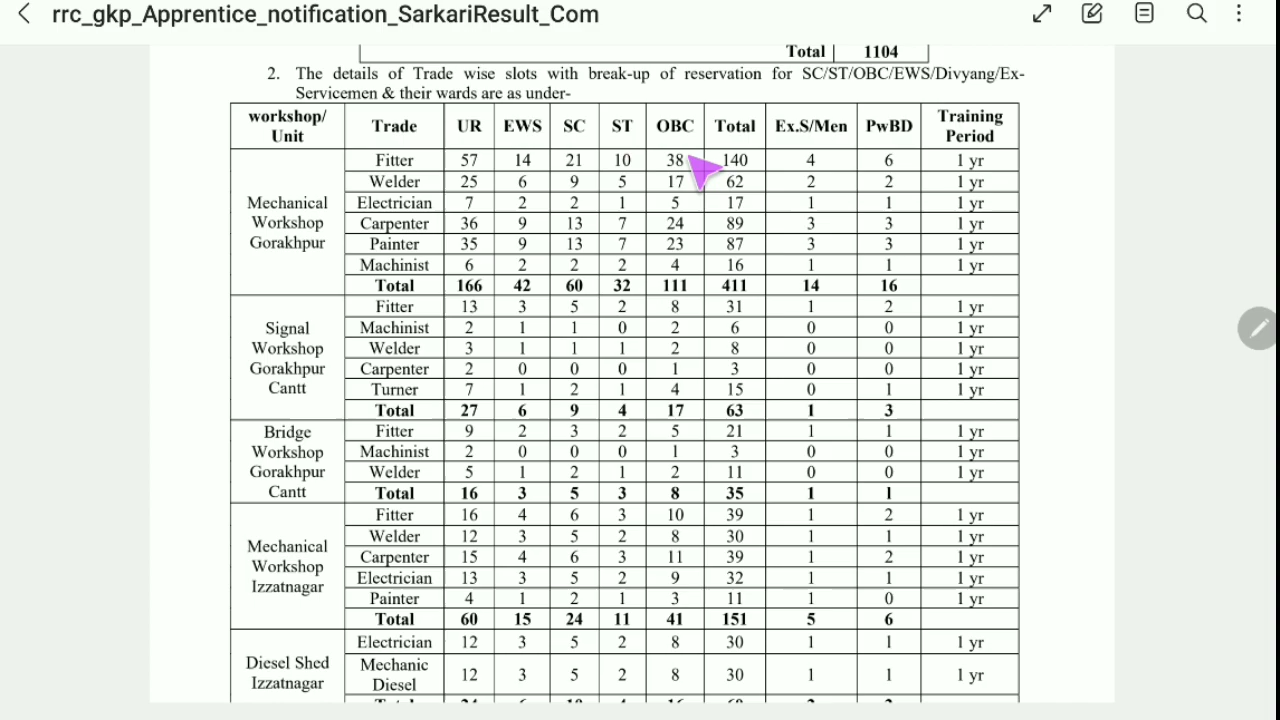 rrc_gkp_Apprentice_notification_SarkariResult_Com
Total 1104
2. The details of Trade wise slots with break-up of reservation for SC/ST/OBC/EWS/Divyang/Ex-
Servicemen & their wards are as under-
workshop/ Unit Trade UR EWS SC ST OBC Total Ex.S/Men PwBD Training Period
Mechanical Workshop Gorakhpur
Fitter 57 14 21 10 38 140 4 6 1 yr
Welder 25 6 9 5 17 62 2 2 1 yr
Electrician 7 2 2 1 5 17 1 1 1 yr
Carpenter 36 9 13 7 24 89 3 3 1 yr
Painter 35 9 13 7 23 87 3 3 1 yr
Machinist 6 2 2 2 4 16 1 1 1 yr
Total 166 42 60 32 111 411 14 16
Signal Workshop Gorakhpur Cantt
Fitter 13 3 5 2 8 31 1 2 1 yr
Machinist 2 1 1 0 2 6 0 0 1 yr
Welder 3 1 1 1 2 8 0 0 1 yr
Carpenter 2 0 0 0 1 3 0 0 1 yr
Turner 7 1 2 1 4 15 0 1 1 yr
Total 27 6 9 4 17 63 1 3
Bridge Workshop Gorakhpur Cantt
Fitter 9 2 3 2 5 21 1 1 1 yr
Machinist 2 0 0 0 1 3 0 0 1 yr
Welder 5 1 2 1 2 11 0 0 1 yr
Total 16 3 5 3 8 35 1 1
Mechanical Workshop Izzatnagar
Fitter 16 4 6 3 10 39 1 2 1 yr
Welder 12 3 5 2 8 30 1 1 1 yr
Carpenter 15 4 6 3 11 39 1 2 1 yr
Electrician 13 3 5 2 9 32 1 1 1 yr
Painter 4 1 2 1 3 11 1 0 1 yr
Total 60 15 24 11 41 151 5 6
Diesel Shed Izzatnagar
Electrician 12 3 5 2 8 30 1 1 1 yr
Mechanic Diesel 12 3 5 2 8 30 1 1 1 yr